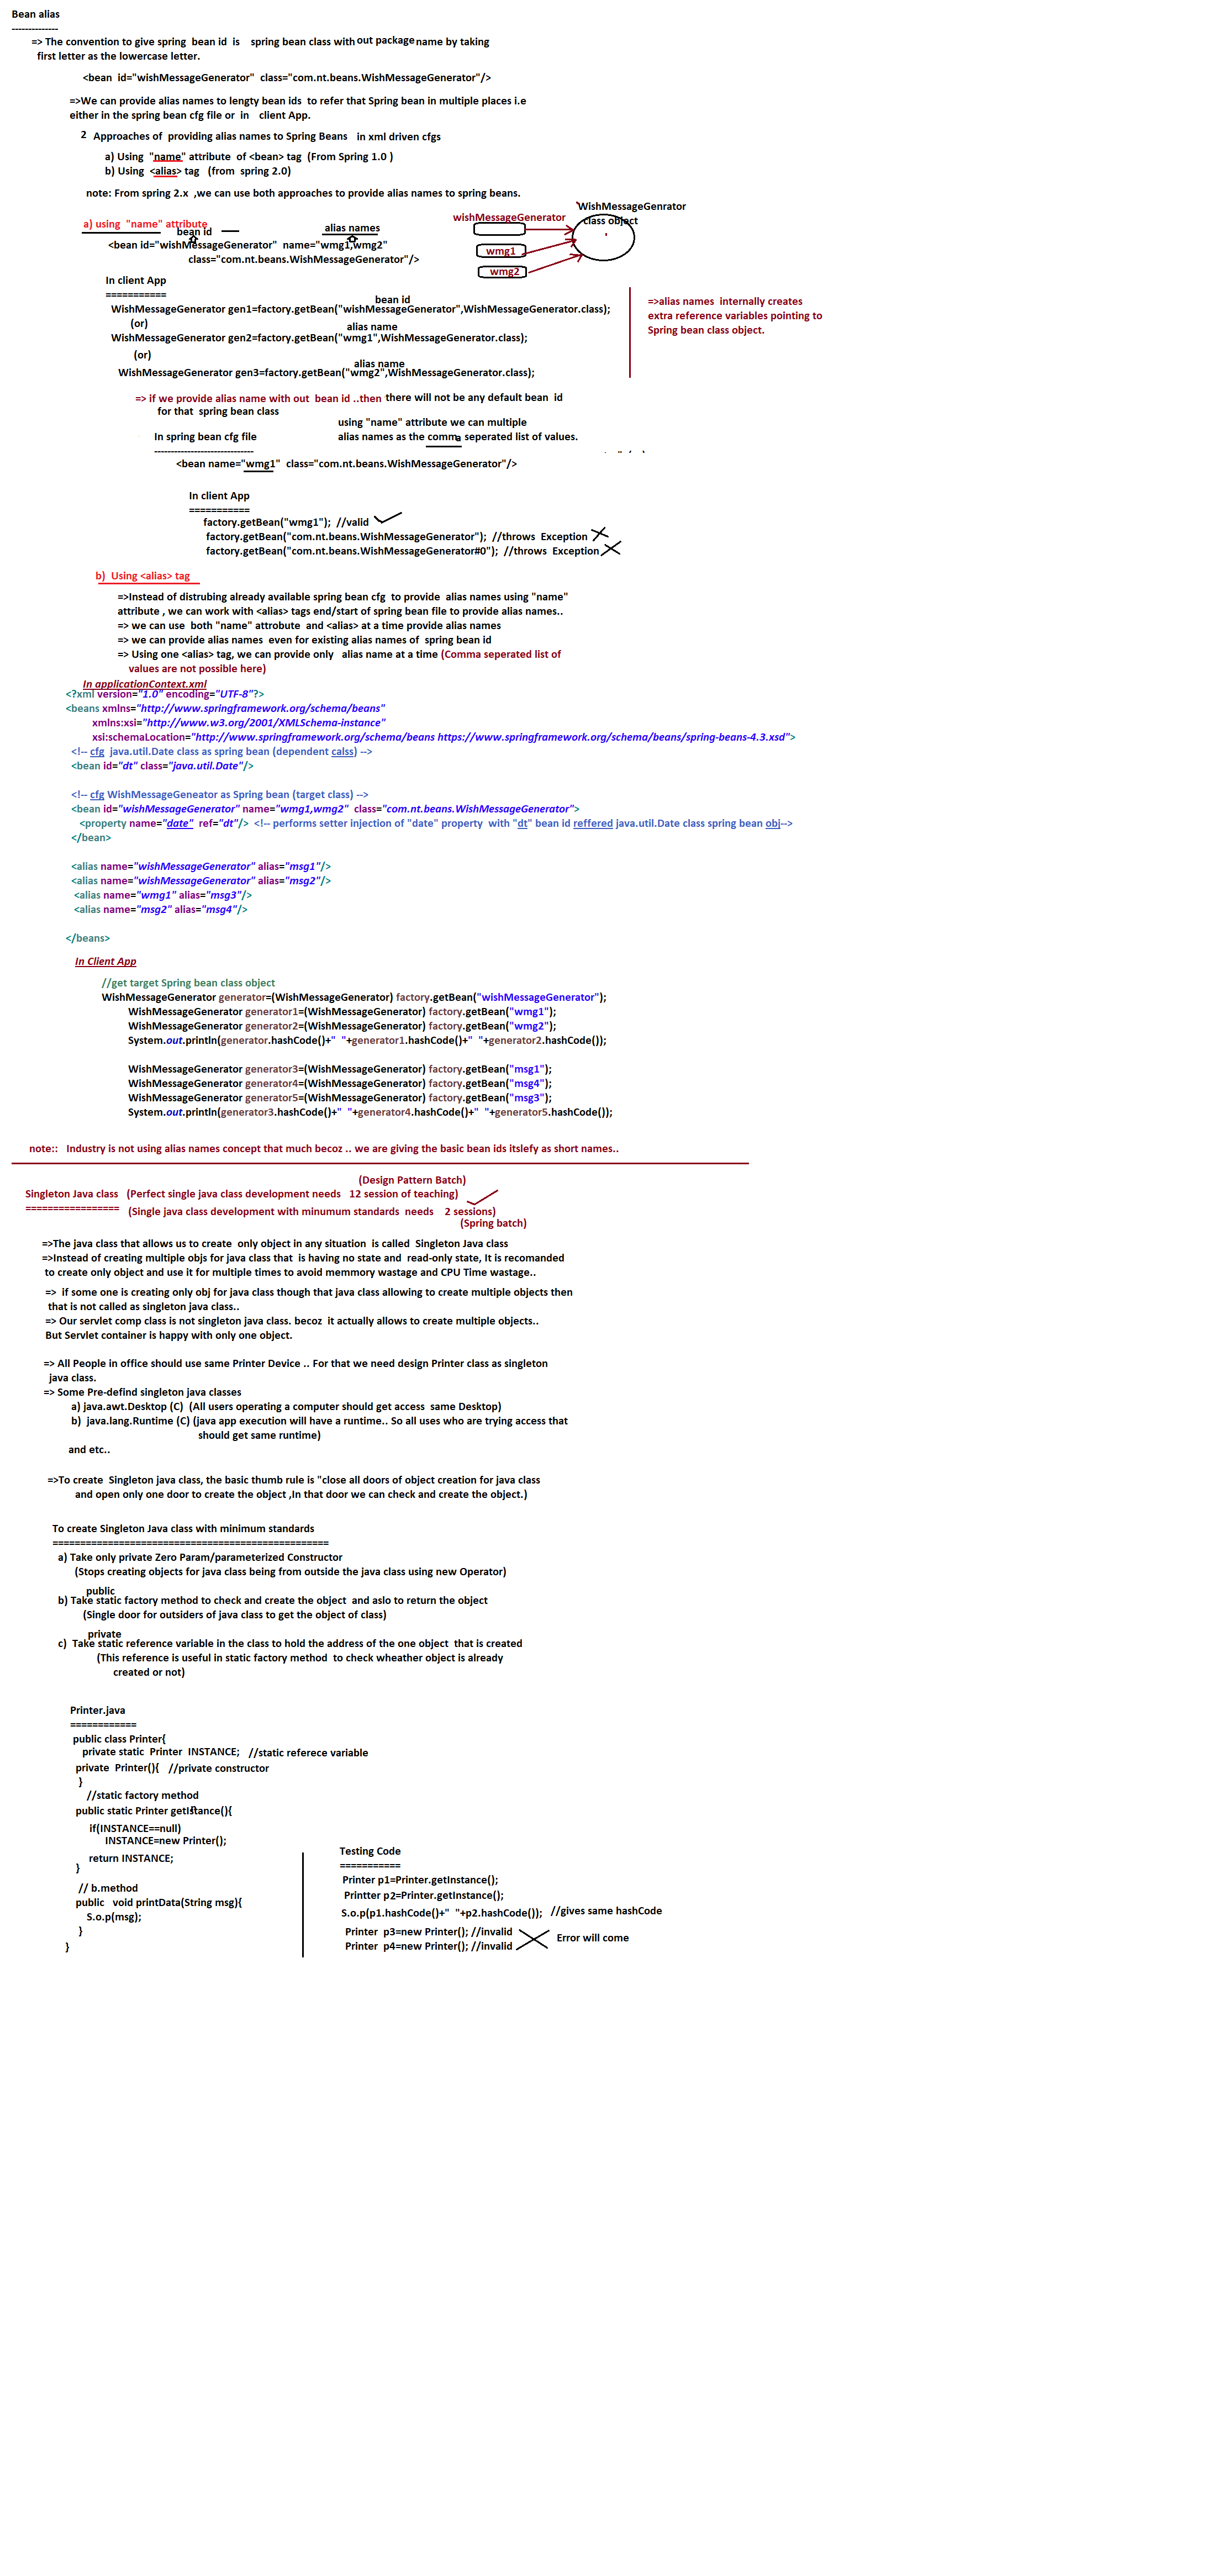 Bean alias
--------------
=> The convention to give spring  bean id  is   spring bean class with out package name by taking
first letter as the lowercase letter.
<bean  id="wishMessageGenerator"  class="com.nt.beans.WishMessageGenerator"/>
=>We can provide alias names to lengty bean ids  to refer that Spring bean in multiple places i.e
either in the spring bean cfg file or  in   client App.
2  Approaches of  providing alias names to Spring Beans   in xml driven cfgs
a) Using  "name" attribute  of <bean> tag  (From Spring 1.0 )
b) Using  <alias> tag   (from  spring 2.0)
note: From spring 2.x  ,we can use both approaches to provide alias names to spring beans.
a) using  "name" attribute
bean id
alias names
<bean id="wishMessageGenerator"  name="wmg1,wmg2"
class="com.nt.beans.WishMessageGenerator"/>
wishMessageGenerator
WishMessageGenrator
class object
wmg1
wmg2
In client App
===========
bean id
WishMessageGenerator gen1=factory.getBean("wishMessageGenerator",WishMessageGenerator.class);
(or)
alias name
WishMessageGenerator gen2=factory.getBean("wmg1",WishMessageGenerator.class);
(or)
alias name
WishMessageGenerator gen3=factory.getBean("wmg2",WishMessageGenerator.class);
=>alias names  internally creates
extra reference variables pointing to
Spring bean class object.
=> if we provide alias name with out  bean id ..then there will not be any default bean  id
for that  spring bean class
using "name" attribute we can multiple
alias names as the comma seperated list of values.
In spring bean cfg file
------------------------------
<bean name="wmg1"  class="com.nt.beans.WishMessageGenerator"/>
In client App
===========
factory.getBean("wmg1");  //valid
factory.getBean("com.nt.beans.WishMessageGenerator");  //throws  Exception
factory.getBean("com.nt.beans.WishMessageGenerator#0");  //throws  Exception
b)  Using <alias> tag
=>Instead of distrubing already available spring bean cfg  to provide  alias names using "name"
attribute , we can work with <alias> tags end/start of spring bean file to provide alias names..
=> we can use  both "name" attrobute  and <alias> at a time provide alias names
=> we can provide alias names  even for existing alias names of  spring bean id
=> Using one <alias> tag, we can provide only   alias name at a time (Comma seperated list of
values are not possible here)
In applicationContext.xml
<?xml version="1.0" encoding="UTF-8"?>
<beans xmlns="http://www.springframework.org/schema/beans"
xmlns:xsi="http://www.w3.org/2001/XMLSchema-instance"
xsi:schemaLocation="http://www.springframework.org/schema/beans https://www.springframework.org/schema/beans/spring-beans-4.3.xsd">
<!-- cfg  java.util.Date class as spring bean (dependent calss) -->
<bean id="dt" class="java.util.Date"/>
<!-- cfg WishMessageGeneator as Spring bean (target class) -->
<bean id="wishMessageGenerator" name="wmg1,wmg2"  class="com.nt.beans.WishMessageGenerator">
<property name="date"  ref="dt"/>  <!-- performs setter injection of "date" property  with "dt" bean id reffered java.util.Date class spring bean obj-->
</bean>
<alias name="wishMessageGenerator" alias="msg1"/>
<alias name="wishMessageGenerator" alias="msg2"/>
<alias name="wmg1" alias="msg3"/>
<alias name="msg2" alias="msg4"/>
</beans>
In Client App
//get target Spring bean class object
WishMessageGenerator generator=(WishMessageGenerator) factory.getBean("wishMessageGenerator");
WishMessageGenerator generator1=(WishMessageGenerator) factory.getBean("wmg1");
WishMessageGenerator generator2=(WishMessageGenerator) factory.getBean("wmg2");
System.out.println(generator.hashCode()+"  "+generator1.hashCode()+"  "+generator2.hashCode());
WishMessageGenerator generator3=(WishMessageGenerator) factory.getBean("msg1");
WishMessageGenerator generator4=(WishMessageGenerator) factory.getBean("msg4");
WishMessageGenerator generator5=(WishMessageGenerator) factory.getBean("msg3");
System.out.println(generator3.hashCode()+"  "+generator4.hashCode()+"  "+generator5.hashCode());
note::   Industry is not using alias names concept that much becoz .. we are giving the basic bean ids itslefy as short names..
(Design Pattern Batch)
Singleton Java class   (Perfect single java class development needs   12 session of teaching)
=================   (Single java class development with minumum standards  needs    2 sessions)
(Spring batch)
=>The java class that allows us to create  only object in any situation  is called  Singleton Java class
=>Instead of creating multiple objs for java class that  is having no state and  read-only state, It is recomanded
to create only object and use it for multiple times to avoid memmory wastage and CPU Time wastage..
=>  if some one is creating only obj for java class though that java class allowing to create multiple objects then
that is not called as singleton java class..
=> Our servlet comp class is not singleton java class. becoz  it actually allows to create multiple objects..
But Servlet container is happy with only one object.
=> All People in office should use same Printer Device .. For that we need design Printer class as singleton
java class.
=> Some Pre-defind singleton java classes
a) java.awt.Desktop (C)  (All users operating a computer should get access  same Desktop)
b)  java.lang.Runtime (C) (java app execution will have a runtime.. So all uses who are trying access that
should get same runtime)
and etc..
=>To create  Singleton java class, the basic thumb rule is "close all doors of object creation for java class
and open only one door to create the object ,In that door we can check and create the object.)
To create Singleton Java class with minimum standards
==================================================
a) Take only private Zero Param/parameterized Constructor
(Stops creating objects for java class being from outside the java class using new Operator)
public
b) Take static factory method to check and create the object  and aslo to return the object
(Single door for outsiders of java class to get the object of class)
private
c)  Take static reference variable in the class to hold the address of the one object  that is created
(This reference is useful in static factory method  to check wheather object is already
created or not)
Printer.java
============
public class Printer{
private static  Printer  INSTANCE;   //static referece variable
private  Printer(){   //private constructor
}
//static factory method
public static Printer getInstance(){
if(INSTANCE==null)
INSTANCE=new Printer();
return INSTANCE;
}
// b.method
public   void printData(String msg){
S.o.p(msg);
}
}
Testing Code
===========
Printer p1=Printer.getInstance();
Printter p2=Printer.getInstance();
S.o.p(p1.hashCode()+"  "+p2.hashCode());   //gives same hashCode
Printer  p3=new Printer(); //invalid
Printer  p4=new Printer(); //invalid
Error will come